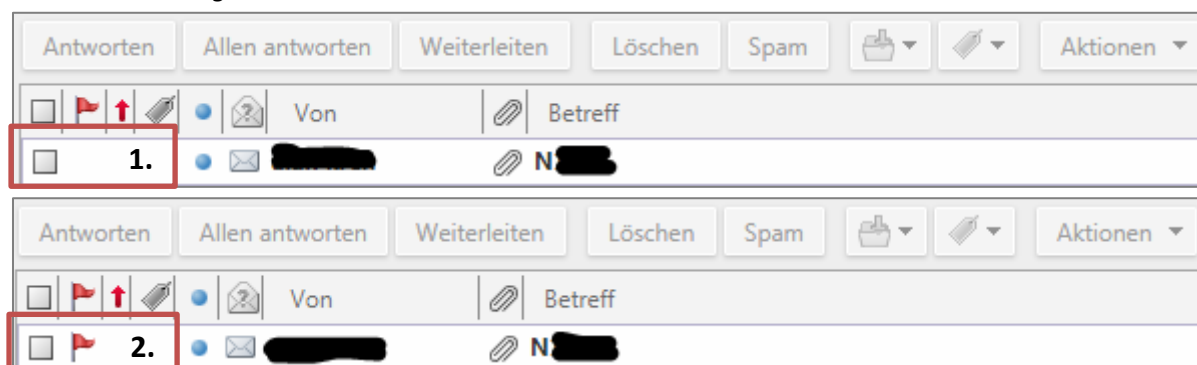 Antworten Allen antworten Weiterleiten Löschen Spam Aktionen
Von Betreff
1. N
Antworten Allen antworten Weiterleiten Löschen Spam Aktionen
Von Betreff
2. N